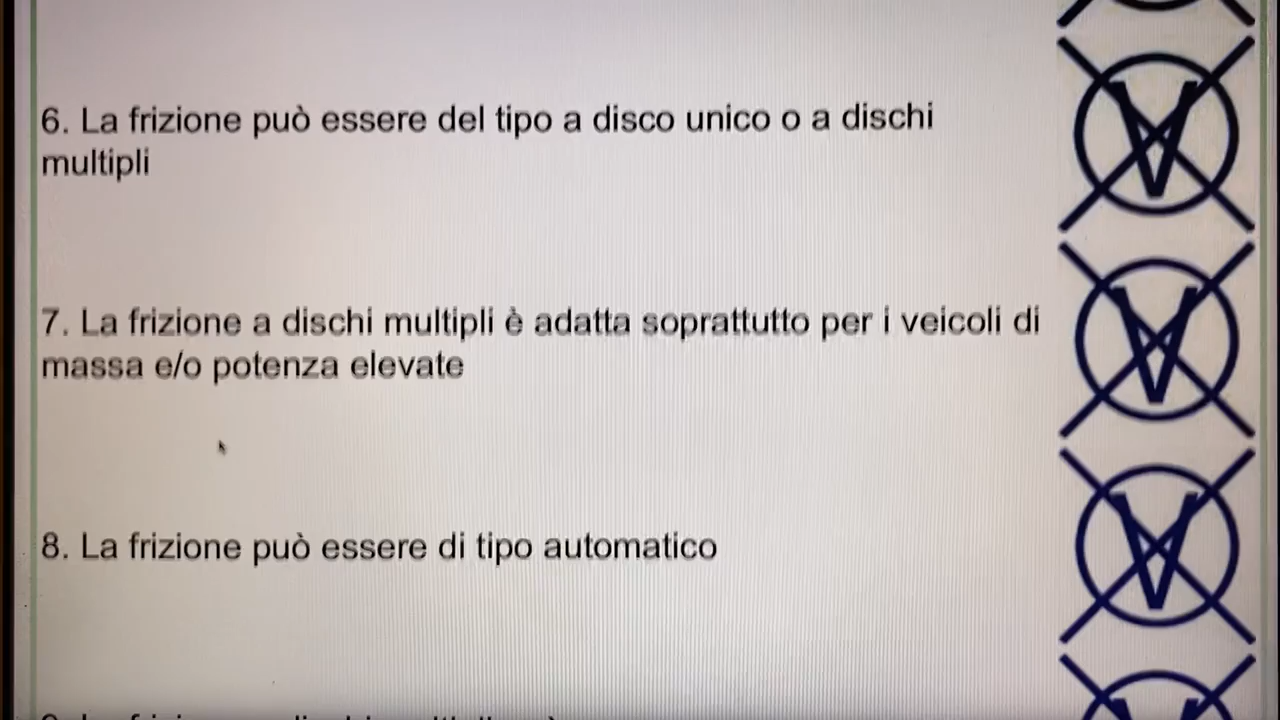 6. La frizione può essere del tipo a disco unico o a dischi
multipli
V
7. La frizione a dischi multipli è adatta soprattutto per i veicoli di
massa e/o potenza elevate
V
8. La frizione può essere di tipo automatico
V